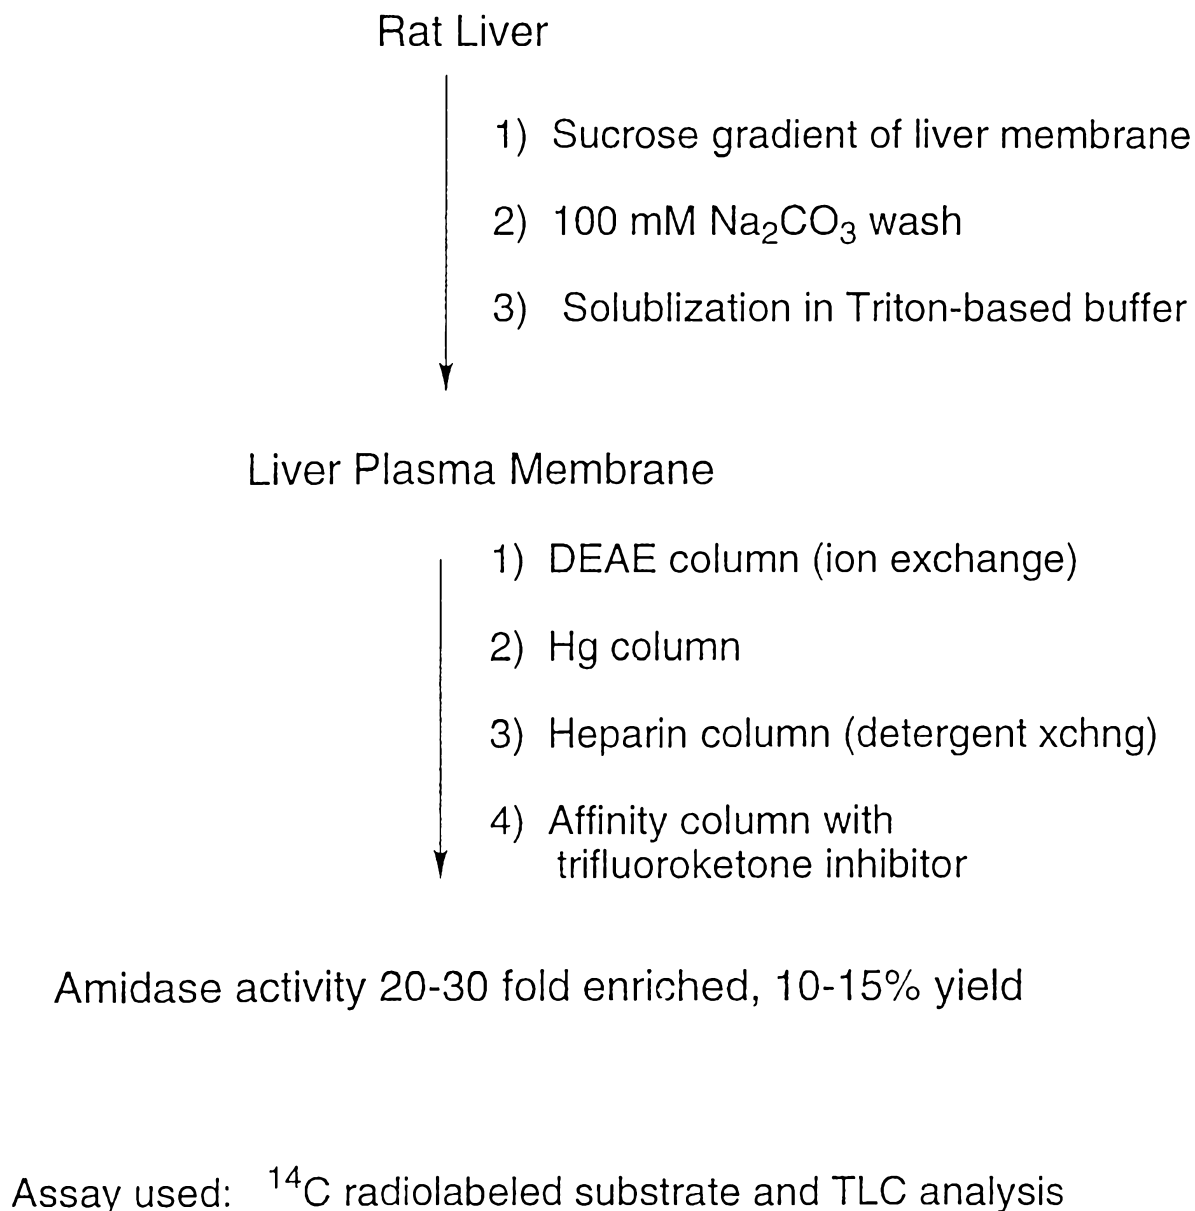 Rat Liver
1) Sucrose gradient of liver membrane
2) 100 mM Na₂CO₃ wash
3) Solublization in Triton-based buffer
Liver Plasma Membrane
1) DEAE column (ion exchange)
2) Hg column
3) Heparin column (detergent xchng)
4) Affinity column with
trifluoroketone inhibitor
Amidase activity 20-30 fold enriched, 10-15% yield
Assay used: ¹⁴C radiolabeled substrate and TLC analysis